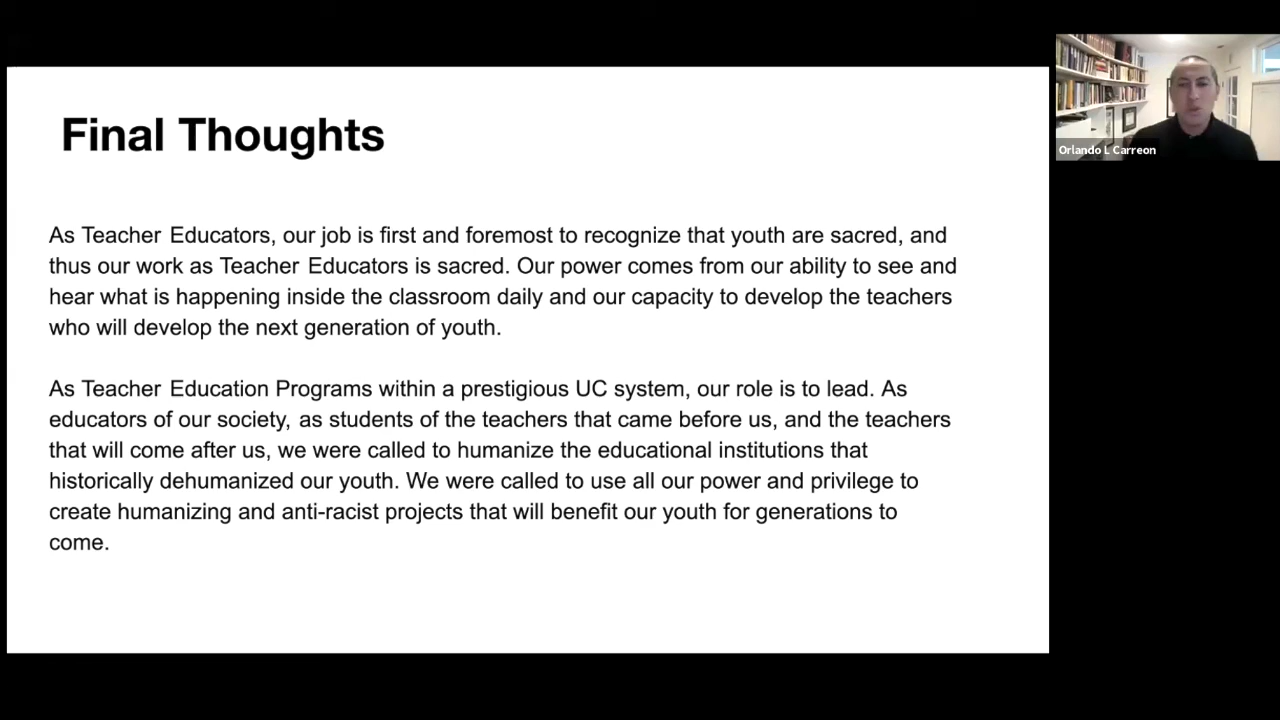 Final Thoughts
As Teacher Educators, our job is first and foremost to recognize that youth are sacred, and
thus our work as Teacher Educators is sacred. Our power comes from our ability to see and
hear what is happening inside the classroom daily and our capacity to develop the teachers
who will develop the next generation of youth.
As Teacher Education Programs within a prestigious UC system, our role is to lead. As
educators of our society, as students of the teachers that came before us, and the teachers
that will come after us, we were called to humanize the educational institutions that
historically dehumanized our youth. We were called to use all our power and privilege to
create humanizing and anti-racist projects that will benefit our youth for generations to
come.
Orlando L Carreon